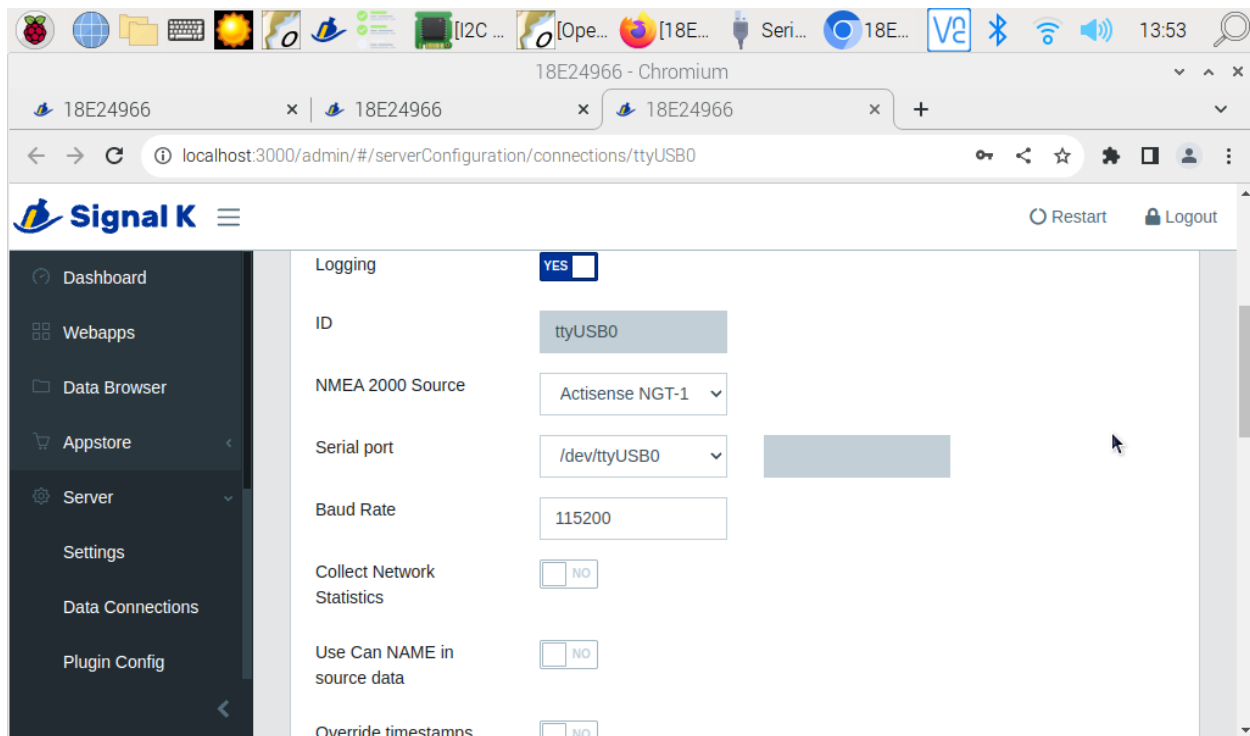 [I2C ... [Ope... [18E... Seri... 18E... 13:53
18E24966 - Chromium
18E24966 18E24966 18E24966
localhost:3000/admin/#/serverConfiguration/connections/ttyUSB0
Signal K Restart Logout
Dashboard
Webapps
Data Browser
Appstore
Server
Settings
Data Connections
Plugin Config
Logging YES
ID ttyUSB0
NMEA 2000 Source Actisense NGT-1
Serial port /dev/ttyUSB0
Baud Rate 115200
Collect Network NO
Statistics
Use Can NAME in NO
source data
Override timestamps NO